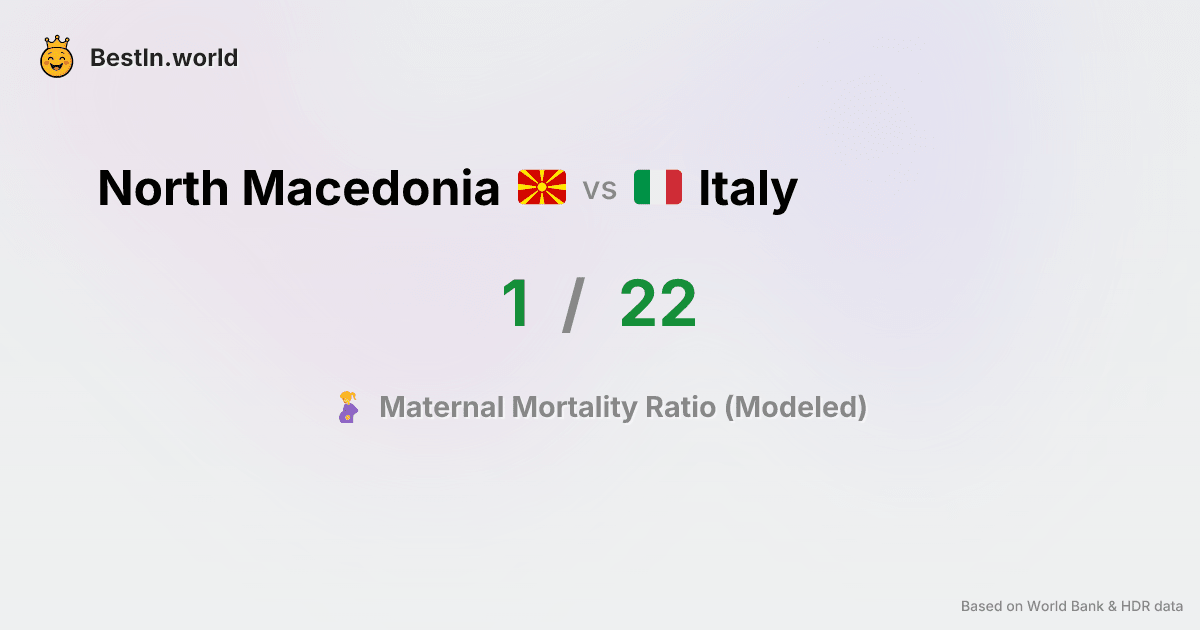 BestIn.world
North Macedonia vs Italy
1 / 22
Maternal Mortality Ratio (Modeled)
Based on World Bank & HDR data